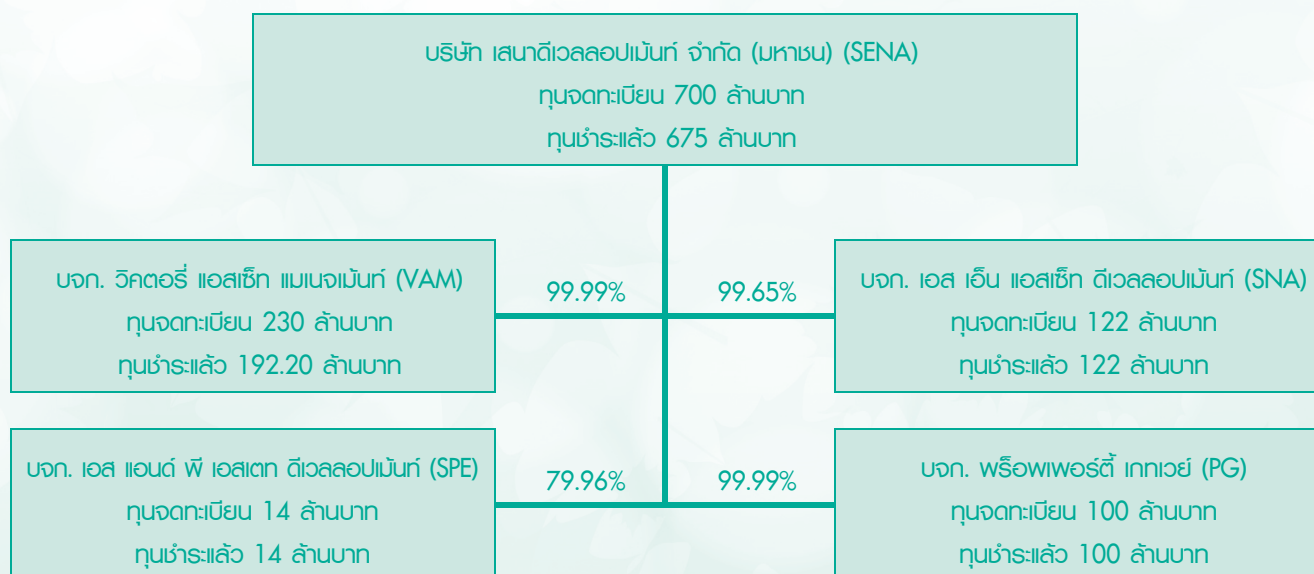 บริษัท เสนาดีเวลลอปเม้นท์ จำกัด (มหาชน) (SENA)
ทุนจดทะเบียน 700 ล้านบาท
ทุนชำระแล้ว 675 ล้านบาท
บจก. วิคตอรี่ แอสเซ็ท แมเนจเม้นท์ (VAM)
ทุนจดทะเบียน 230 ล้านบาท
ทุนชำระแล้ว 192.20 ล้านบาท
99.99%
99.65%
บจก. เอส เอ็น แอสเซ็ท ดีเวลลอปเม้นท์ (SNA)
ทุนจดทะเบียน 122 ล้านบาท
ทุนชำระแล้ว 122 ล้านบาท
บจก. เอส แอนด์ พี เอสเตท ดีเวลลอปเม้นท์ (SPE)
ทุนจดทะเบียน 14 ล้านบาท
ทุนชำระแล้ว 14 ล้านบาท
79.96%
99.99%
บจก. พร็อพเพอร์ตี้ เกทเวย์ (PG)
ทุนจดทะเบียน 100 ล้านบาท
ทุนชำระแล้ว 100 ล้านบาท